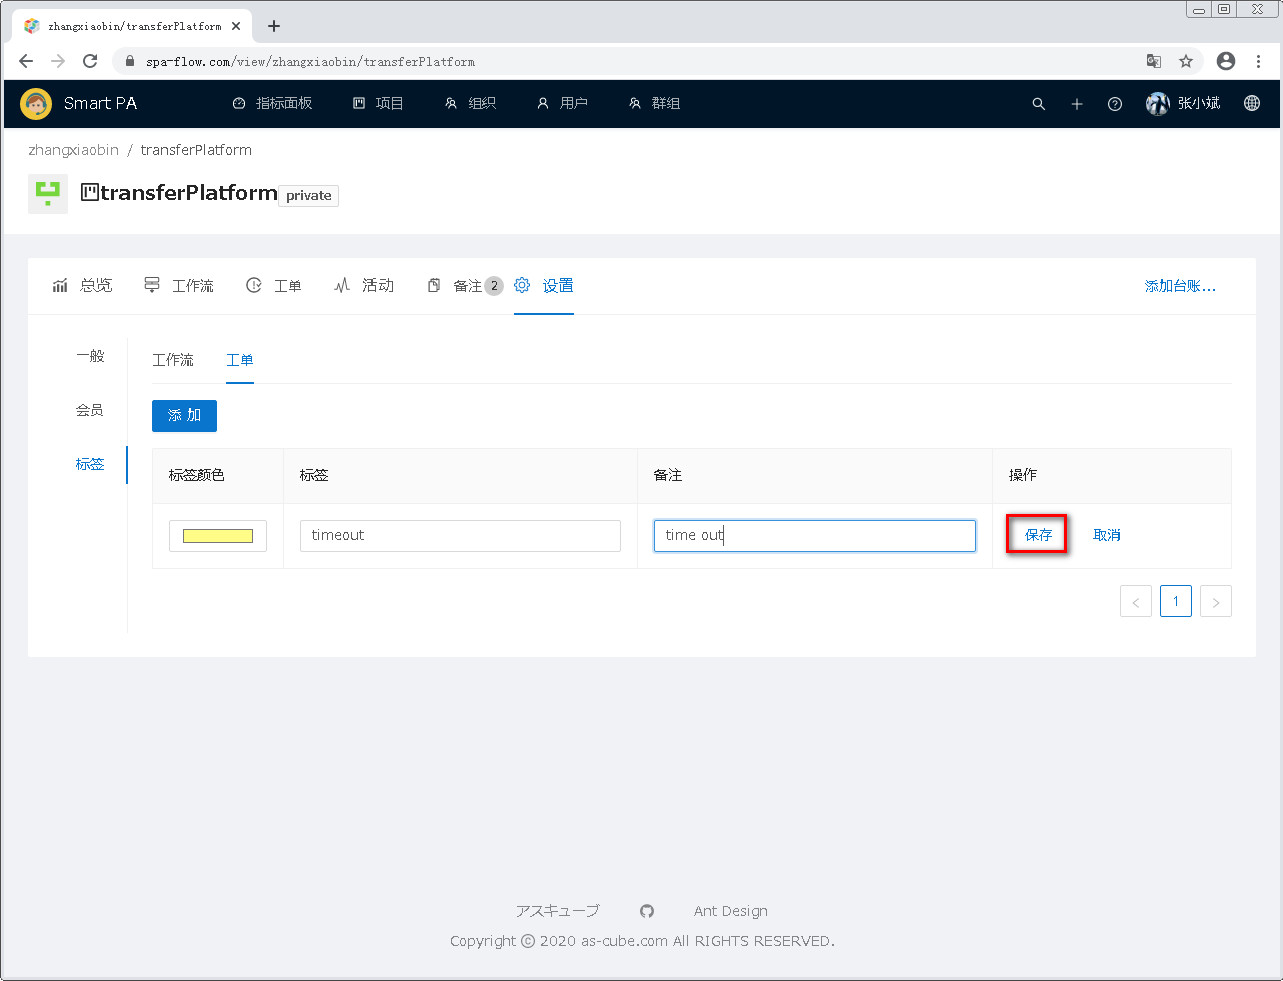 zhangxiaobin/transferPlatform
spa-flow.com/view/zhangxiaobin/transferPlatform
Smart PA 指标面板 项目 组织 用户 群组 张小斌
zhangxiaobin / transferPlatform
transferPlatform private
总览 工作流 工单 活动 备注 2 设置 添加台账...
一般
会员
标签
工作流 工单
添 加
标签颜色 标签 备注 操作
timeout time out 保存 取消
< 1 >
アスキューブ Ant Design
Copyright © 2020 as-cube.com All RIGHTS RESERVED.